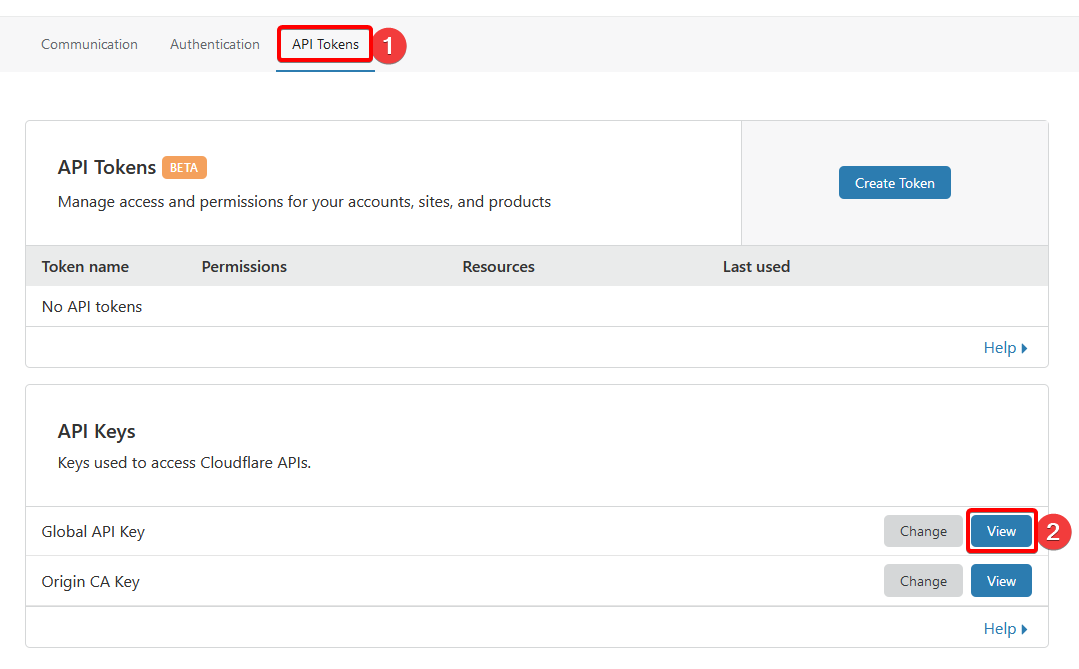 Communication Authentication API Tokens 1
API Tokens BETA
Manage access and permissions for your accounts, sites, and products
Create Token
Token name Permissions Resources Last used
No API tokens
Help
API Keys
Keys used to access Cloudflare APIs.
Global API Key Change View 2
Origin CA Key Change View
Help